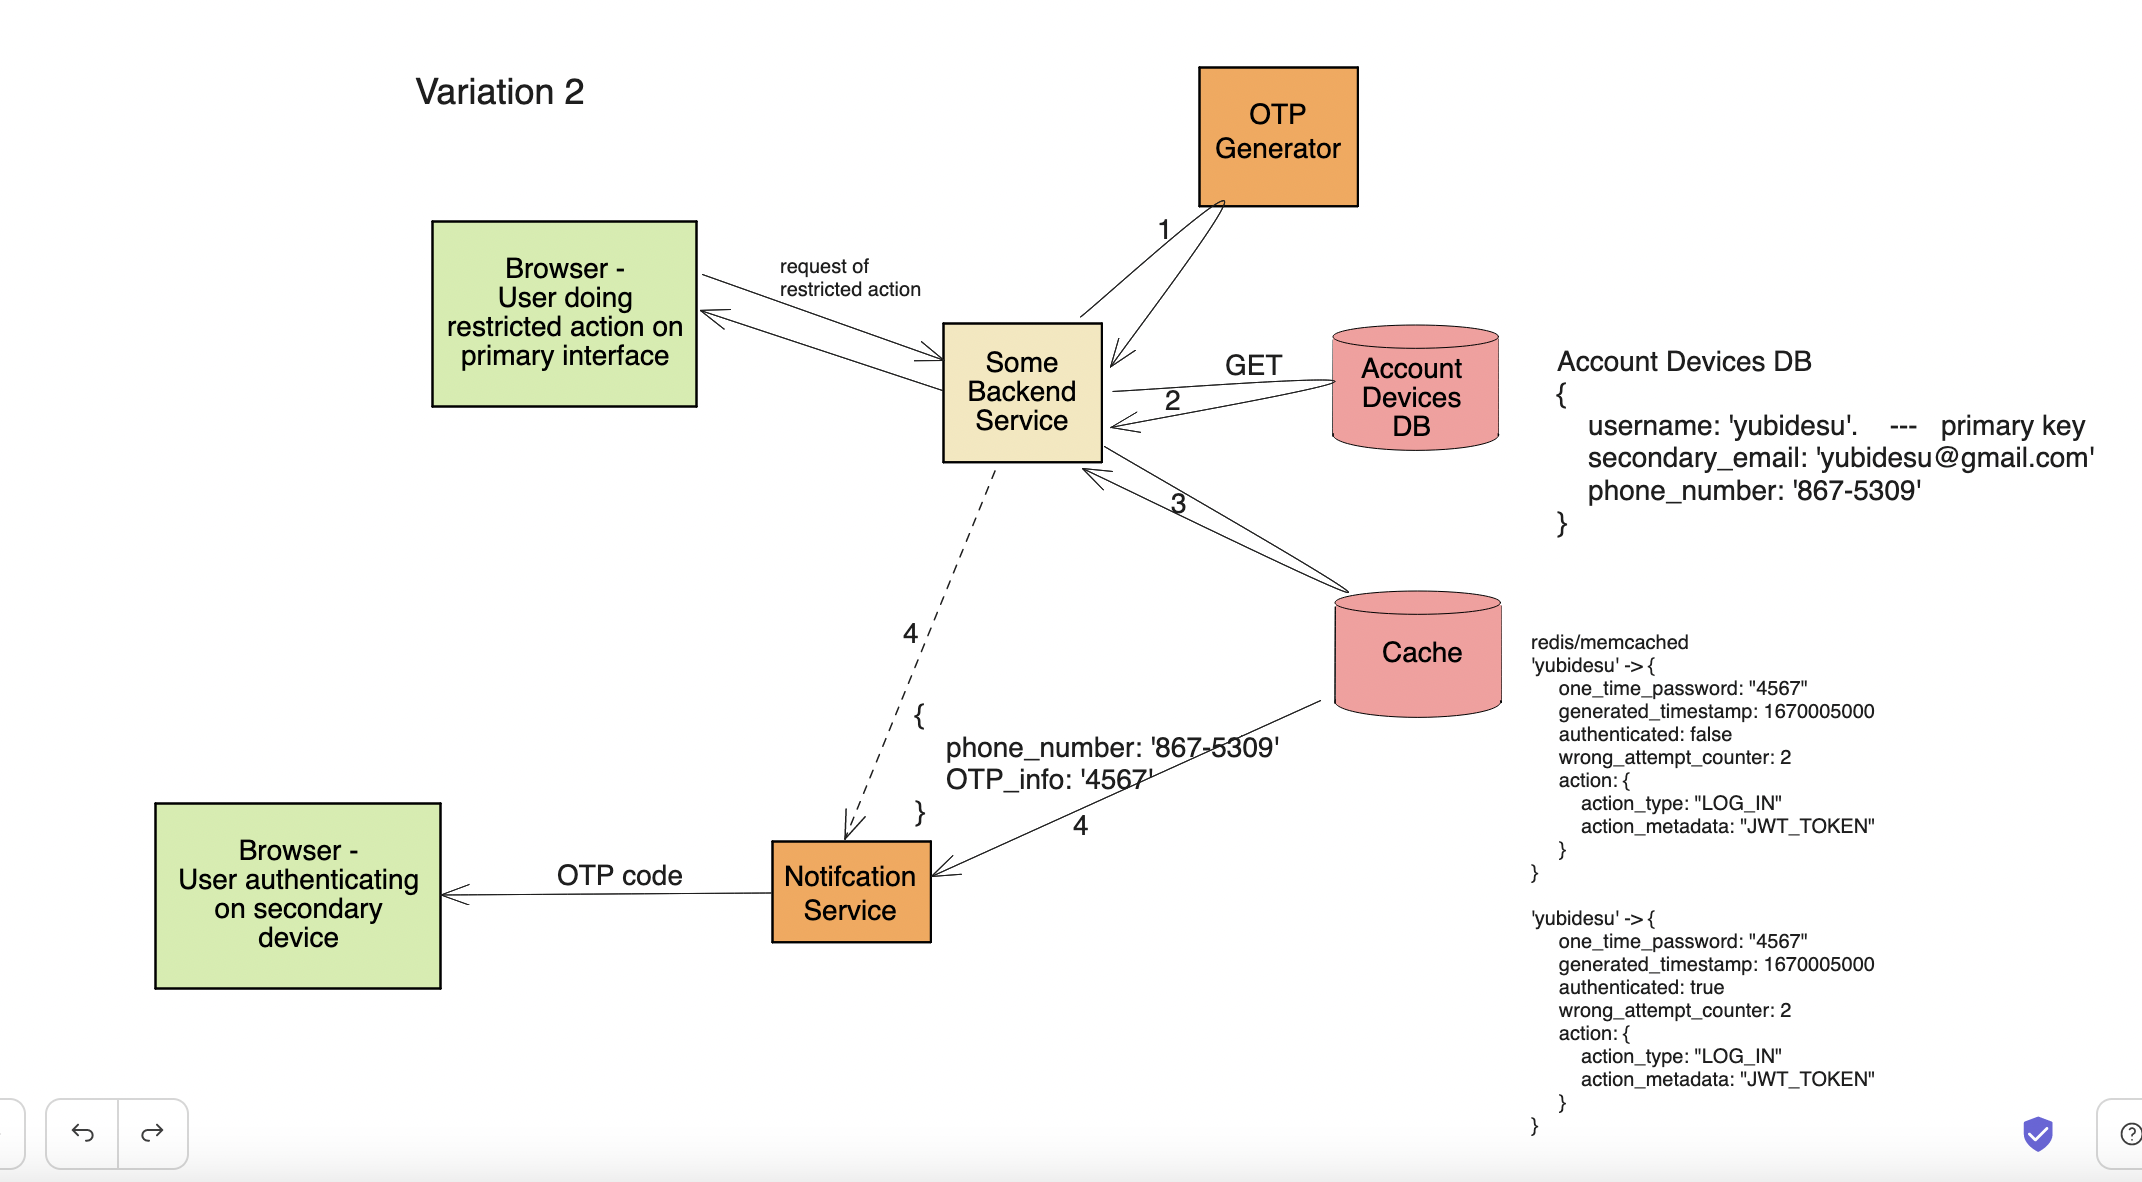 Variation 2
OTP
Generator
1
Browser -
User doing
restricted action on
primary interface
request of
restricted action
Some
Backend
Service
GET
2
Account
Devices
DB
Account Devices DB
{
username: 'yubidesu'.    ---   primary key
secondary_email: 'yubidesu@gmail.com'
phone_number: '867-5309'
}
3
Cache
4
{
phone_number: '867-5309'
OTP_info: '4567'
}
4
redis/memcached
'yubidesu' -> {
one_time_password: "4567"
generated_timestamp: 1670005000
authenticated: false
wrong_attempt_counter: 2
action: {
action_type: "LOG_IN"
action_metadata: "JWT_TOKEN"
}
}
'yubidesu' -> {
one_time_password: "4567"
generated_timestamp: 1670005000
authenticated: true
wrong_attempt_counter: 2
action: {
action_type: "LOG_IN"
action_metadata: "JWT_TOKEN"
}
}
Browser -
User authenticating
on secondary
device
OTP code
Notifcation
Service